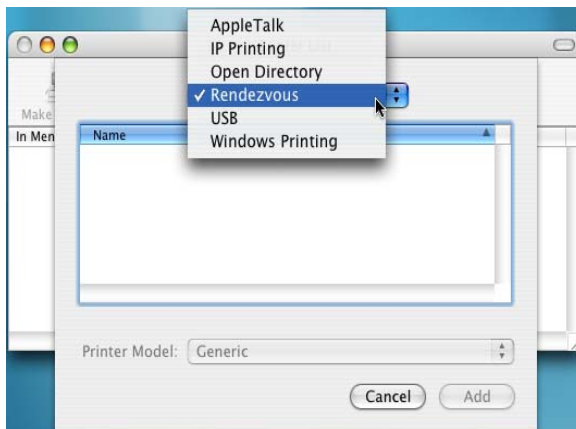 AppleTalk
IP Printing
Open Directory
✓ Rendezvous
USB
Windows Printing
Make
In Men
Name
Printer Model: Generic
Cancel Add